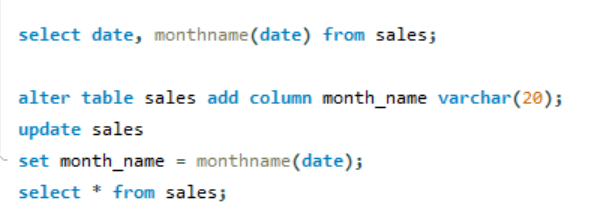 select date, monthname(date) from sales;
alter table sales add column month_name varchar(20);
update sales
set month_name = monthname(date);
select * from sales;